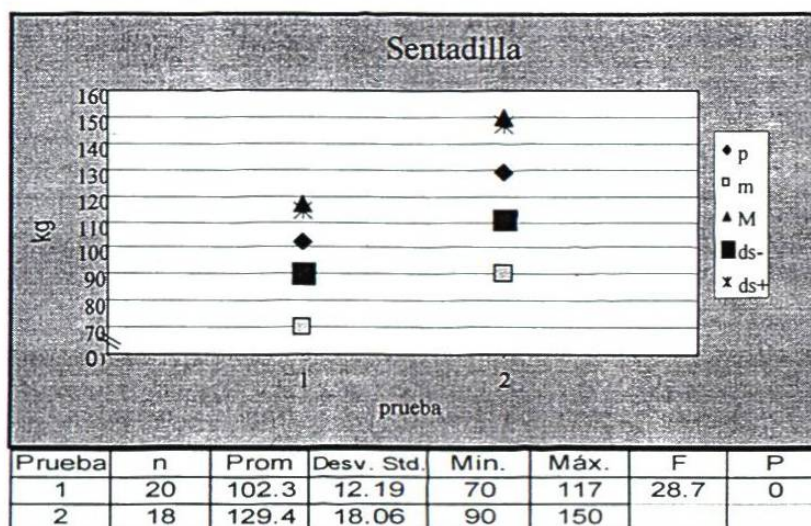 Sentadilla
160
150
140
130
120
110
100
90
80
70
0
kg
1 2
prueba
p
m
M
ds-
ds+
Prueba n Prom Desv. Std. Min. Máx. F P
1 20 102.3 12.19 70 117 28.7 0
2 18 129.4 18.06 90 150